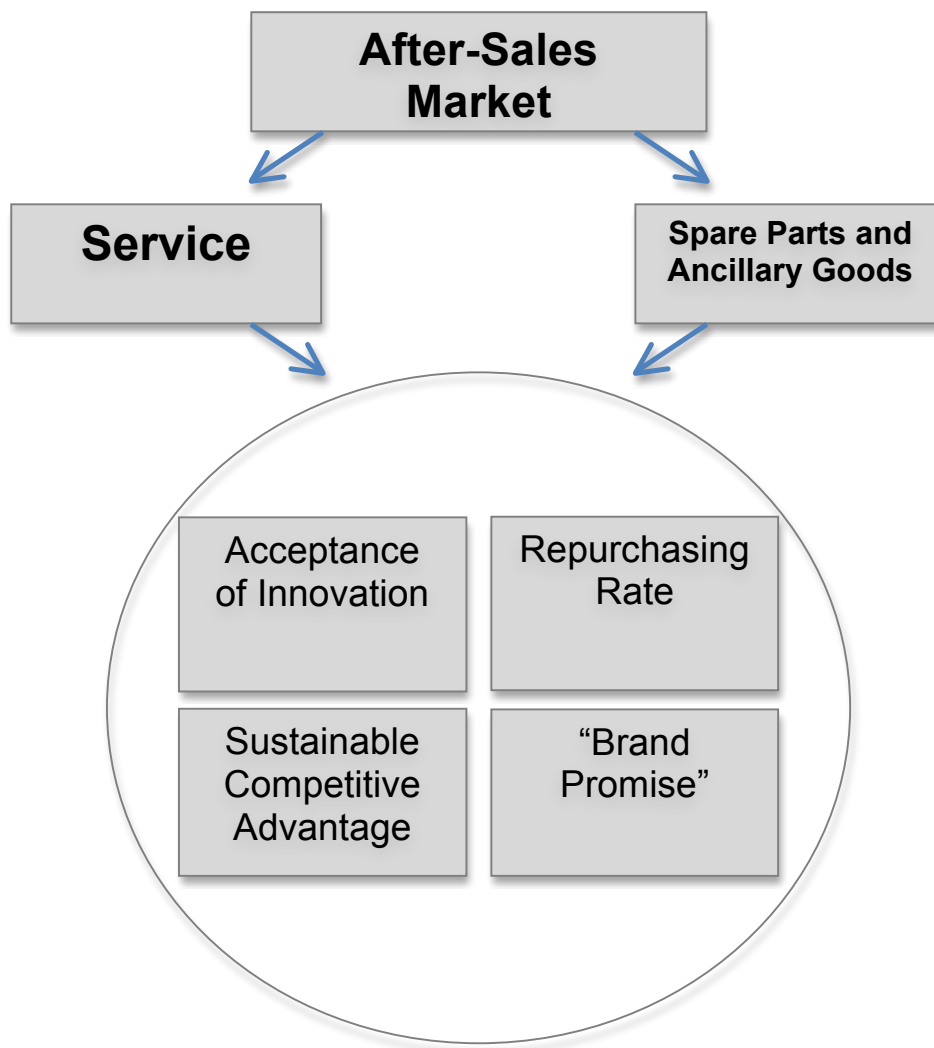 After-Sales
Market
Service
Spare Parts and
Ancillary Goods
Acceptance
of Innovation
Repurchasing
Rate
Sustainable
Competitive
Advantage
“Brand
Promise”